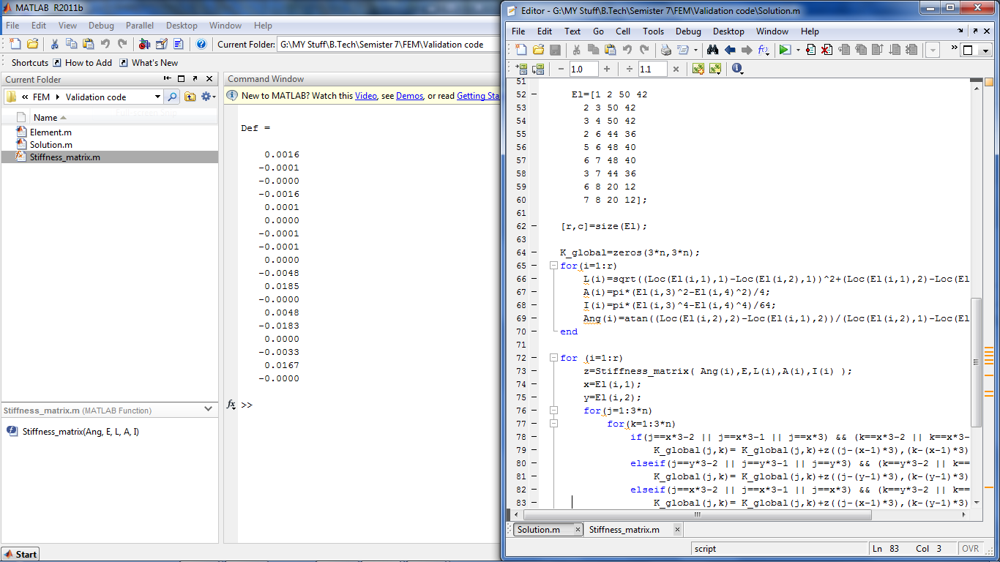 MATLAB R2011b
File Edit View Debug Parallel Desktop Window Help
Current Folder: G:\MY Stuff\B.Tech\Semister 7\FEM\Validation code
Shortcuts How to Add What's New
Current Folder
« FEM Validation code
Name
Element.m
Solution.m
Stiffness_matrix.m
Stiffness_matrix.m (MATLAB Function)
Stiffness_matrix(Ang, E, L, A, I)
Start
Command Window
New to MATLAB? Watch this Video, see Demos, or read Getting Sta
Def =
0.0016
-0.0001
-0.0000
-0.0016
0.0001
0.0000
-0.0001
-0.0001
0.0000
-0.0048
0.0185
-0.0000
0.0048
-0.0183
0.0000
-0.0033
0.0167
-0.0000
fx >>
Editor - G:\MY Stuff\B.Tech\Semister 7\FEM\Validation code\Solution.m
File Edit Text Go Cell Tools Debug Desktop Window Help
− 1.0 + ÷ 1.1 ×
51
52 − El=[1 2 50 42
53 2 3 50 42
54 3 4 50 42
55 2 6 44 36
56 5 6 48 40
57 6 7 48 40
58 3 7 44 36
59 6 8 20 12
60 7 8 20 12];
61
62 − [r,c]=size(El);
63
64 − K_global=zeros(3*n,3*n);
65 − for(i=1:r)
66 − L(i)=sqrt((Loc(El(i,1),1)-Loc(El(i,2),1))^2+(Loc(El(i,1),2)-Loc(El
67 − A(i)=pi*(El(i,3)^2-El(i,4)^2)/4;
68 − I(i)=pi*(El(i,3)^4-El(i,4)^4)/64;
69 − Ang(i)=atan((Loc(El(i,2),2)-Loc(El(i,1),2))/(Loc(El(i,2),1)-Loc(El
70 − end
71
72 − for (i=1:r)
73 − z=Stiffness_matrix( Ang(i),E,L(i),A(i),I(i) );
74 − x=El(i,1);
75 − y=El(i,2);
76 − for(j=1:3*n)
77 − for(k=1:3*n)
78 − if(j==x*3-2 || j==x*3-1 || j==x*3) && (k==x*3-2 || k==x*3-
79 − K_global(j,k)= K_global(j,k)+z((j-(x-1)*3),(k-(x-1)*3)
80 − elseif(j==y*3-2 || j==y*3-1 || j==y*3) && (k==y*3-2 || k==
81 − K_global(j,k)= K_global(j,k)+z((j-(y-1)*3),(k-(y-1)*3)
82 − elseif(j==x*3-2 || j==x*3-1 || j==x*3) && (k==y*3-2 || k==
83 − K_global(j,k)= K_global(j,k)+z((j-(x-1)*3),(k-(y-1)*3)
Solution.m × Stiffness_matrix.m ×
script Ln 83 Col 3 OVR